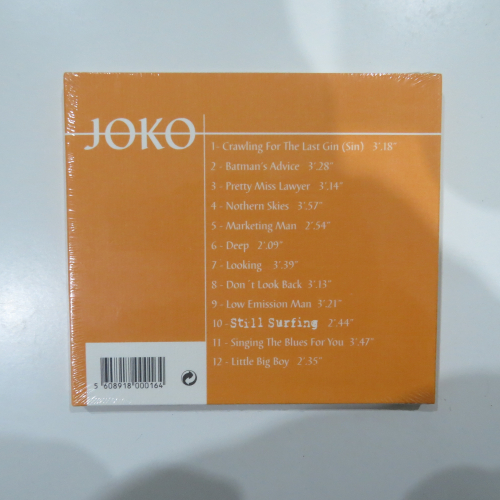 JOKO
1- Crawling For The Last Gin (Sin) 3'.18"
2 - Batman's Advice 3'.28"
3 - Pretty Miss Lawyer 3'.14"
4 - Nothern Skies 3'.57"
5 - Marketing Man 2'.54"
6 - Deep 2'.09"
7 - Looking 3'.39"
8 - Don´t Look Back 3'.13"
9 - Low Emission Man 3'.21"
10 - Still Surfing 2'.44"
11 - Singing The Blues For You 3'.47"
12 - Little Big Boy 2'.35"
5 608918 000164